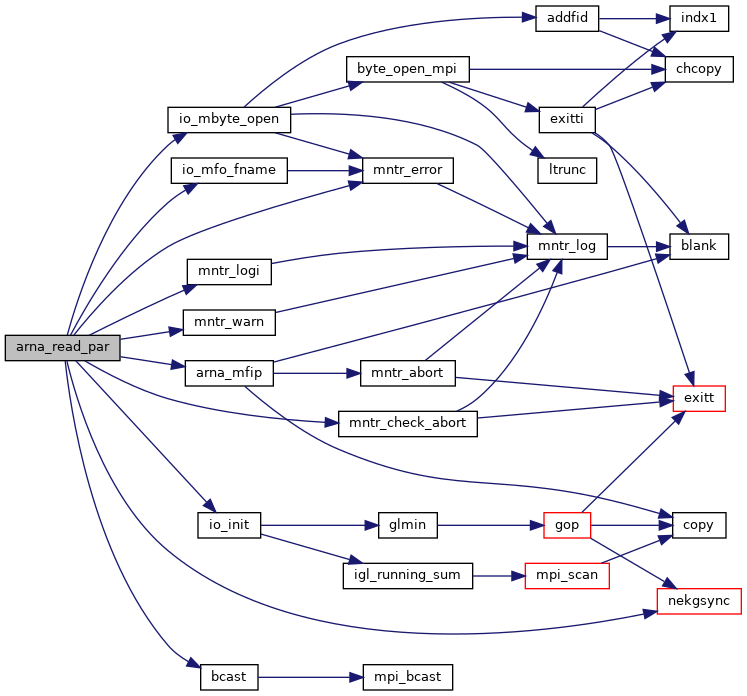 addfid
indx1
byte_open_mpi
chcopy
io_mbyte_open
exitti
io_mfo_fname
mntr_error
ltrunc
mntr_logi
mntr_log
blank
mntr_warn
arna_read_par
arna_mfip
mntr_abort
exitt
mntr_check_abort
io_init
glmin
gop
copy
igl_running_sum
mpi_scan
nekgsync
bcast
mpi_bcast